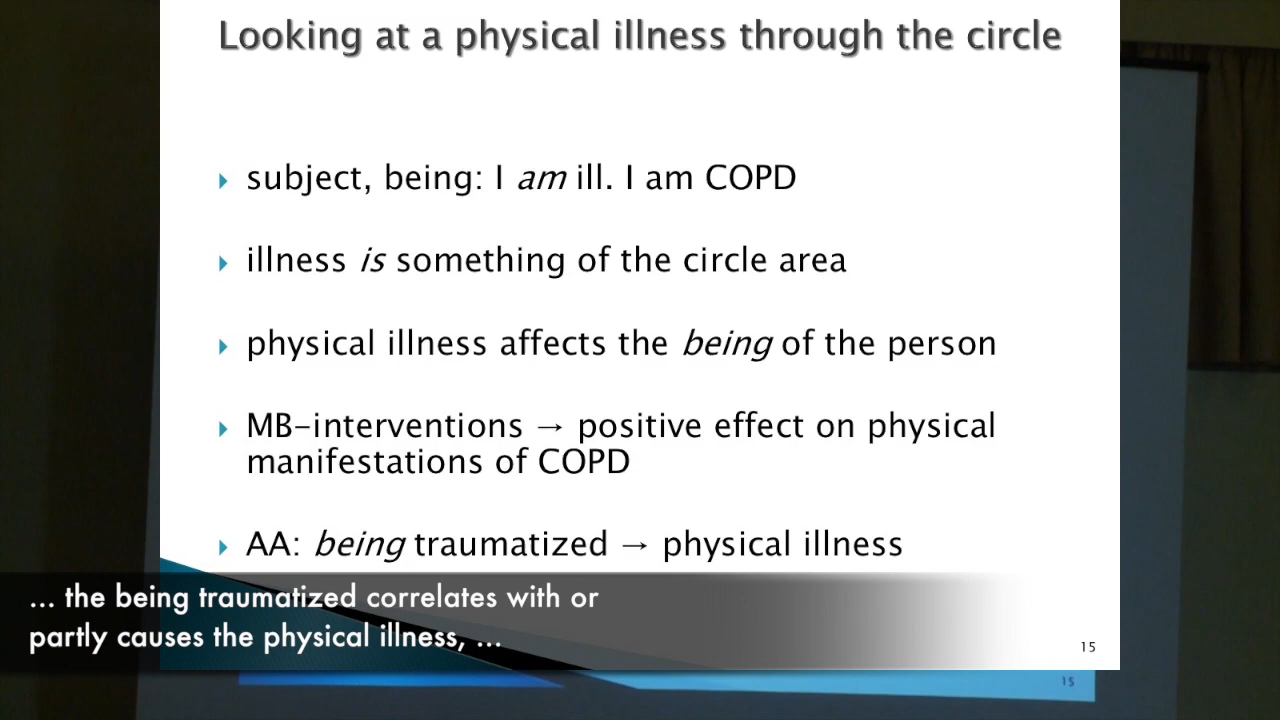 Looking at a physical illness through the circle
subject, being: I am ill. I am COPD
illness is something of the circle area
physical illness affects the being of the person
MB-interventions → positive effect on physical
manifestations of COPD
AA: being traumatized → physical illness
... the being traumatized correlates with or
partly causes the physical illness, ...
15
15